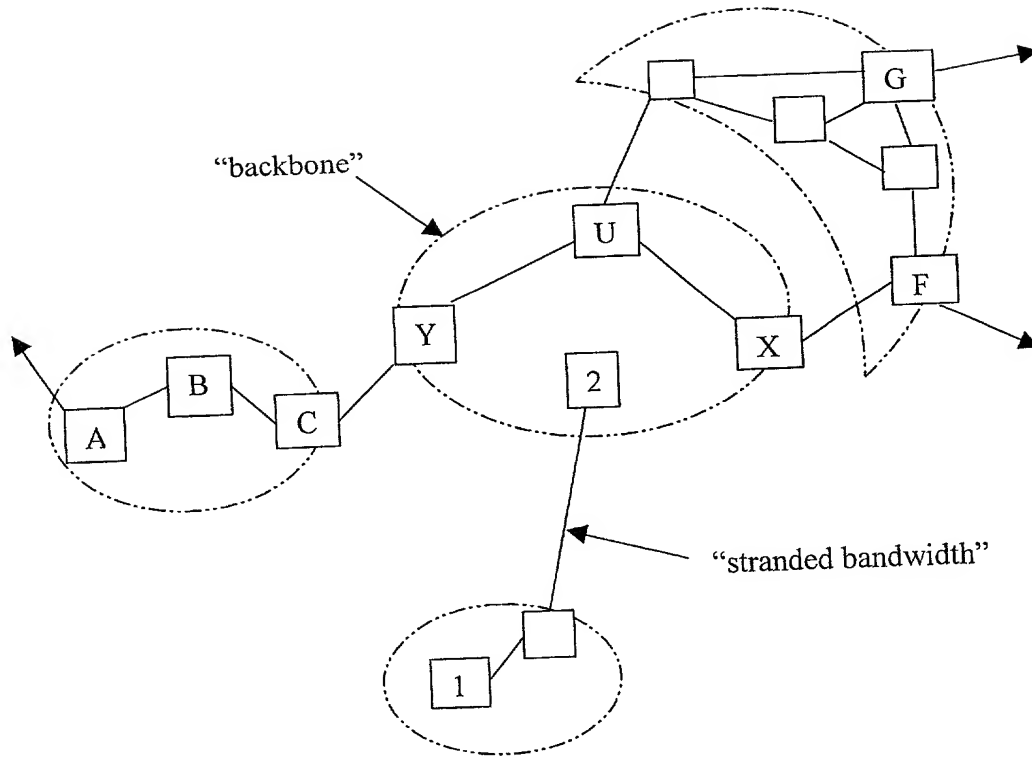 G
“backbone”
U
F
Y
X
B
2
C
A
“stranded bandwidth”
1